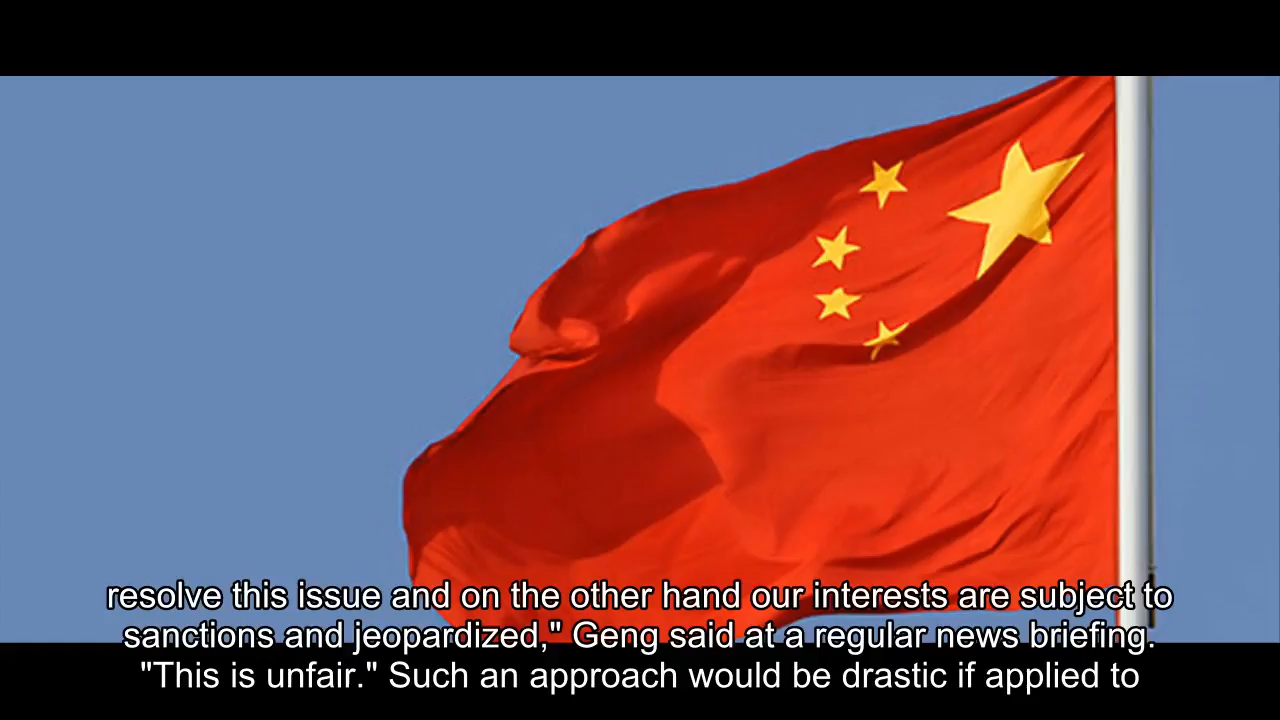 resolve this issue and on the other hand our interests are subject to
sanctions and jeopardized," Geng said at a regular news briefing.
"This is unfair." Such an approach would be drastic if applied to